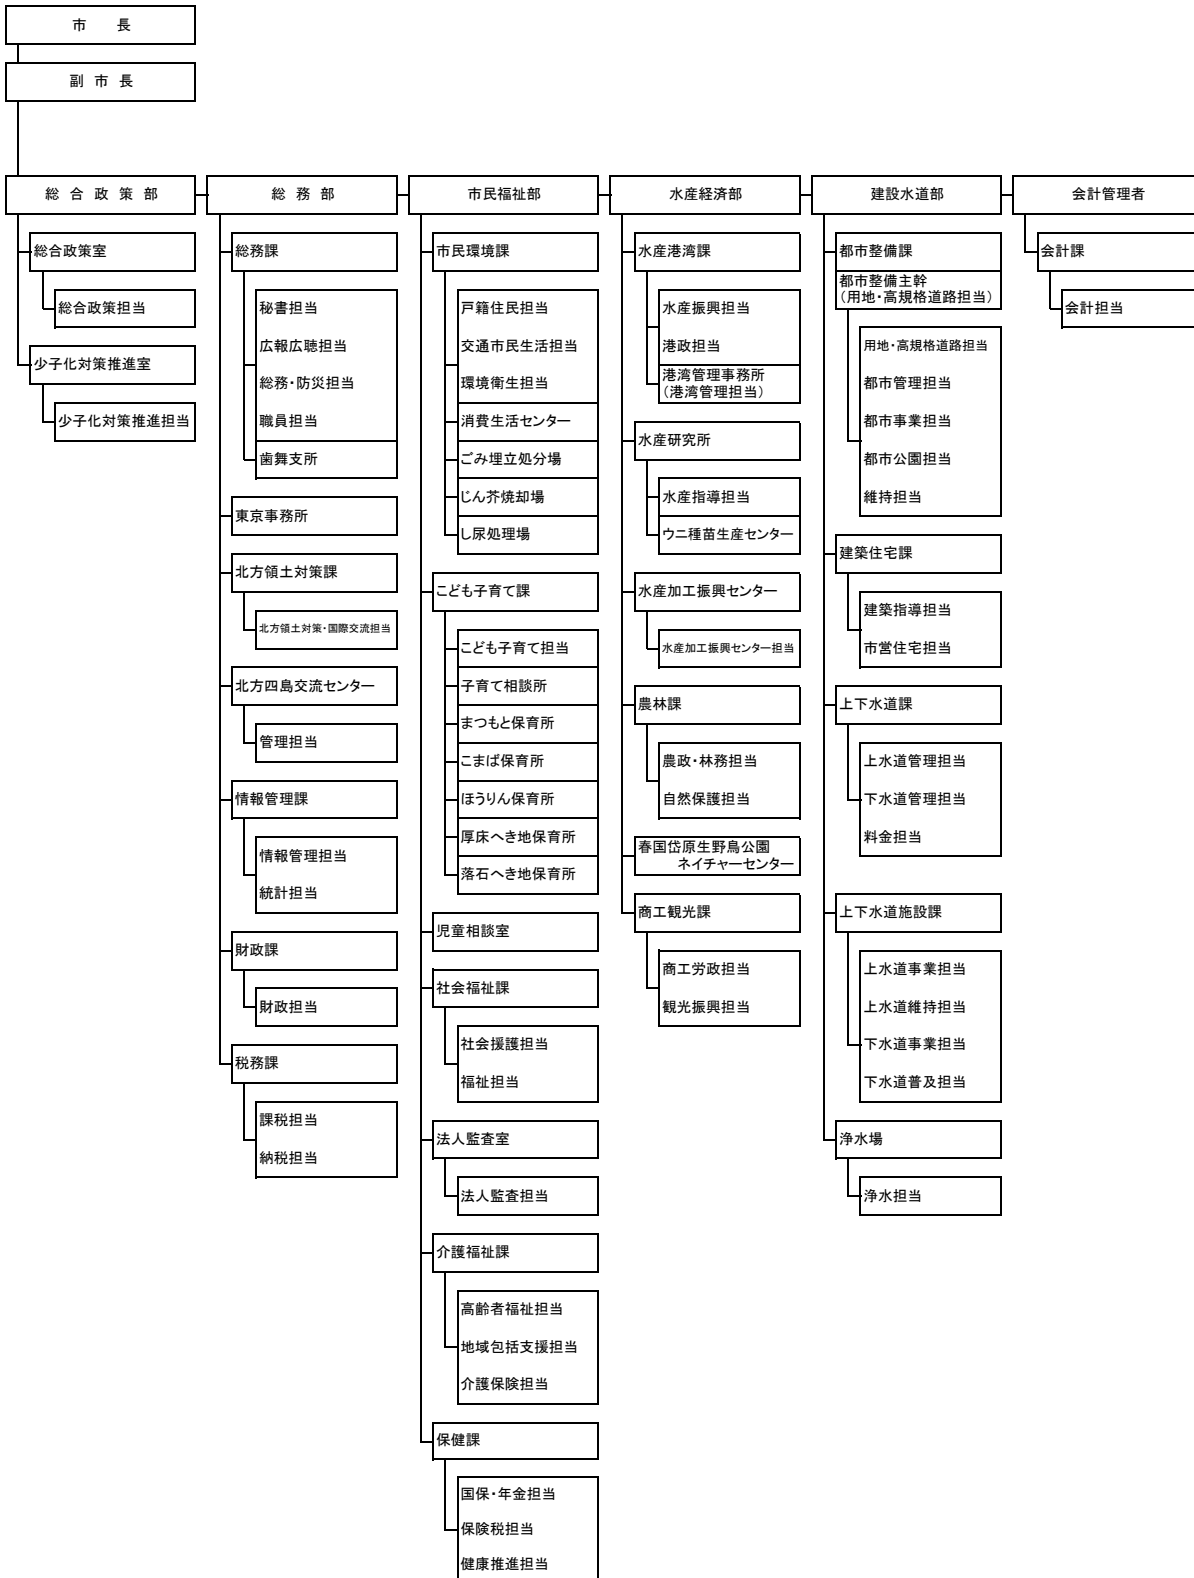 市　　長
副　市　長
総　合　政　策　部
総合政策室
総合政策担当
少子化対策推進室
少子化対策推進担当
総　　務　　部
総務課
秘書担当
広報広聴担当
総務・防災担当
職員担当
歯舞支所
東京事務所
北方領土対策課
北方領土対策・国際交流担当
北方四島交流センター
管理担当
情報管理課
情報管理担当
統計担当
財政課
財政担当
税務課
課税担当
納税担当
市民福祉部
市民環境課
戸籍住民担当
交通市民生活担当
環境衛生担当
消費生活センター
ごみ埋立処分場
じん芥焼却場
し尿処理場
こども子育て課
こども子育て担当
子育て相談所
まつもと保育所
こまば保育所
ほうりん保育所
厚床へき地保育所
落石へき地保育所
児童相談室
社会福祉課
社会援護担当
福祉担当
法人監査室
法人監査担当
介護福祉課
高齢者福祉担当
地域包括支援担当
介護保険担当
保健課
国保・年金担当
保険税担当
健康推進担当
水産経済部
水産港湾課
水産振興担当
港政担当
港湾管理事務所
（港湾管理担当）
水産研究所
水産指導担当
ウニ種苗生産センター
水産加工振興センター
水産加工振興センター担当
農林課
農政・林務担当
自然保護担当
春国岱原生野鳥公園
ネイチャーセンター
商工観光課
商工労政担当
観光振興担当
建設水道部
都市整備課
都市整備主幹
（用地・高規格道路担当）
用地・高規格道路担当
都市管理担当
都市事業担当
都市公園担当
維持担当
建築住宅課
建築指導担当
市営住宅担当
上下水道課
上水道管理担当
下水道管理担当
料金担当
上下水道施設課
上水道事業担当
上水道維持担当
下水道事業担当
下水道普及担当
浄水場
浄水担当
会計管理者
会計課
会計担当